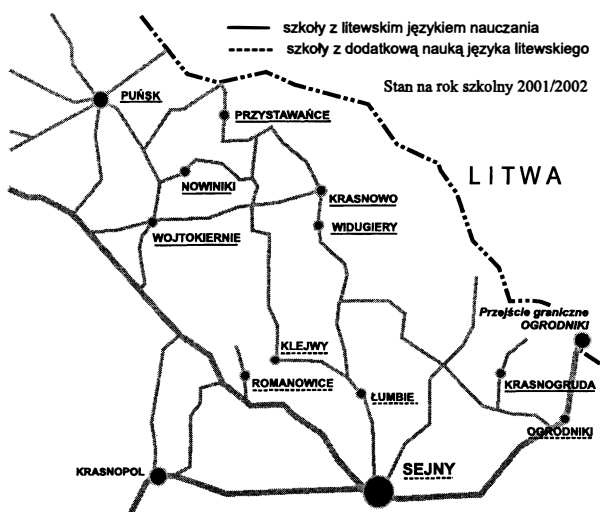 szkoły z litewskim językiem nauczania
szkoły z dodatkową nauką języka litewskiego
Stan na rok szkolny 2001/2002
PUŃSK
PRZYSTAWAŃCE
LITWA
NOWINIKI
KRASNOWO
WIDUGIERY
WOJTOKIERNIE
Przejście graniczne
OGRODNIKI
KLEJWY
ROMANOWICE
KRASNOGRUDA
ŁUMBIE
OGRODNIKI
KRASNOPOL
SEJNY